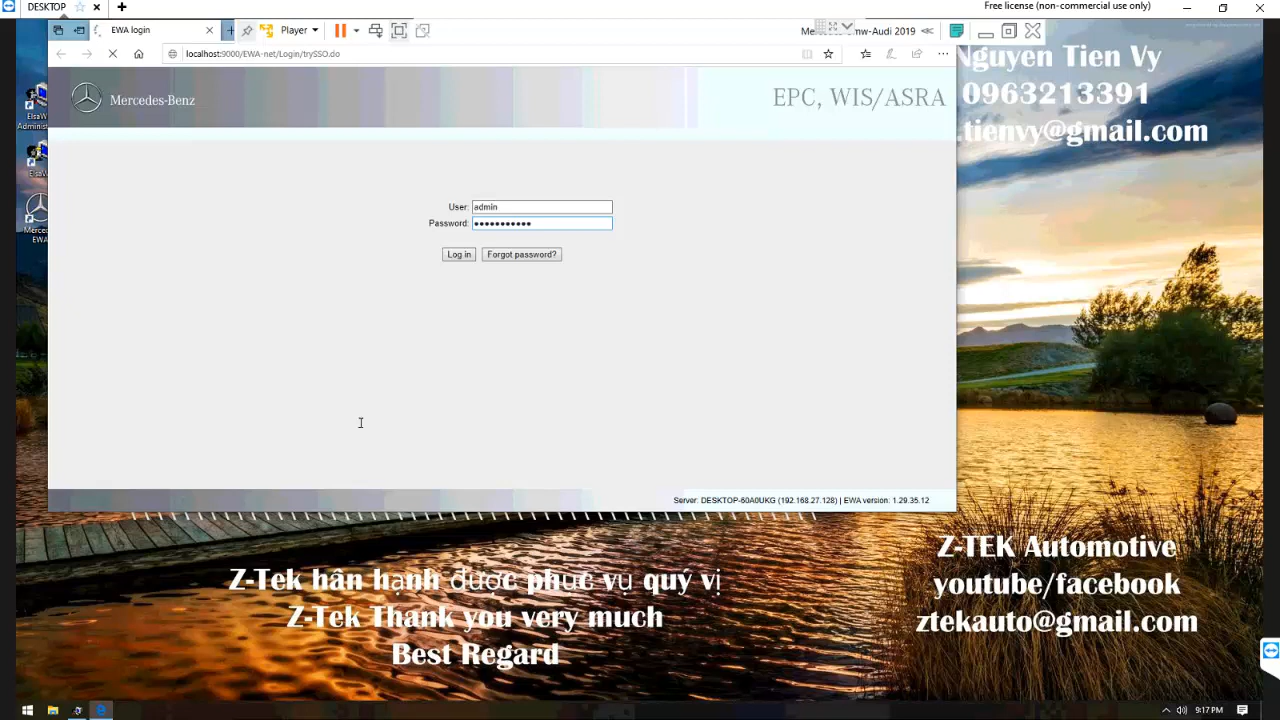 DESKTOP
Free license (non-commercial use only)
EWA login
Player
mw-Audi 2019
localhost:9000/EWA-net/Login/trySSO.do
Mercedes-Benz
EPC, WIS/ASRA
User: admin
Password: •••••••••••
Log in
Forgot password?
Server: DESKTOP-60A0UKG (192.168.27.128) | EWA version: 1.29.35.12
Nguyen Tien Vy
0963213391
.tienvy@gmail.com
Z-TEK Automotive
youtube/facebook
ztekauto@gmail.com
Z-Tek hân hạnh được phục vụ quý vị
Z-Tek Thank you very much
Best Regard
9:17 PM